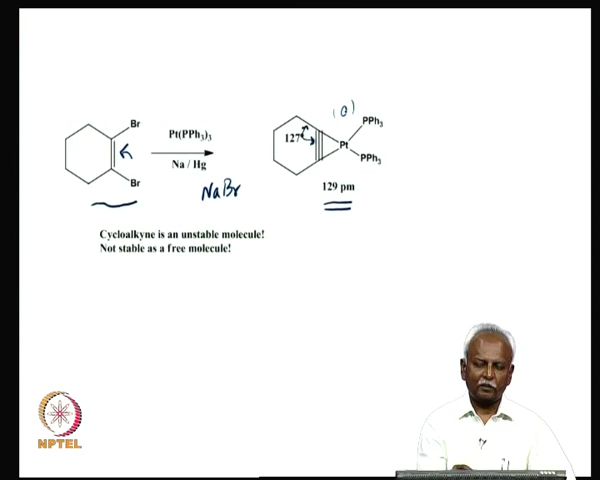 Br
Br
Pt(PPh3)3
Na / Hg
NaBr
(0)
127
Pt
PPh3
PPh3
129 pm
Cycloalkyne is an unstable molecule!
Not stable as a free molecule!
NPTEL